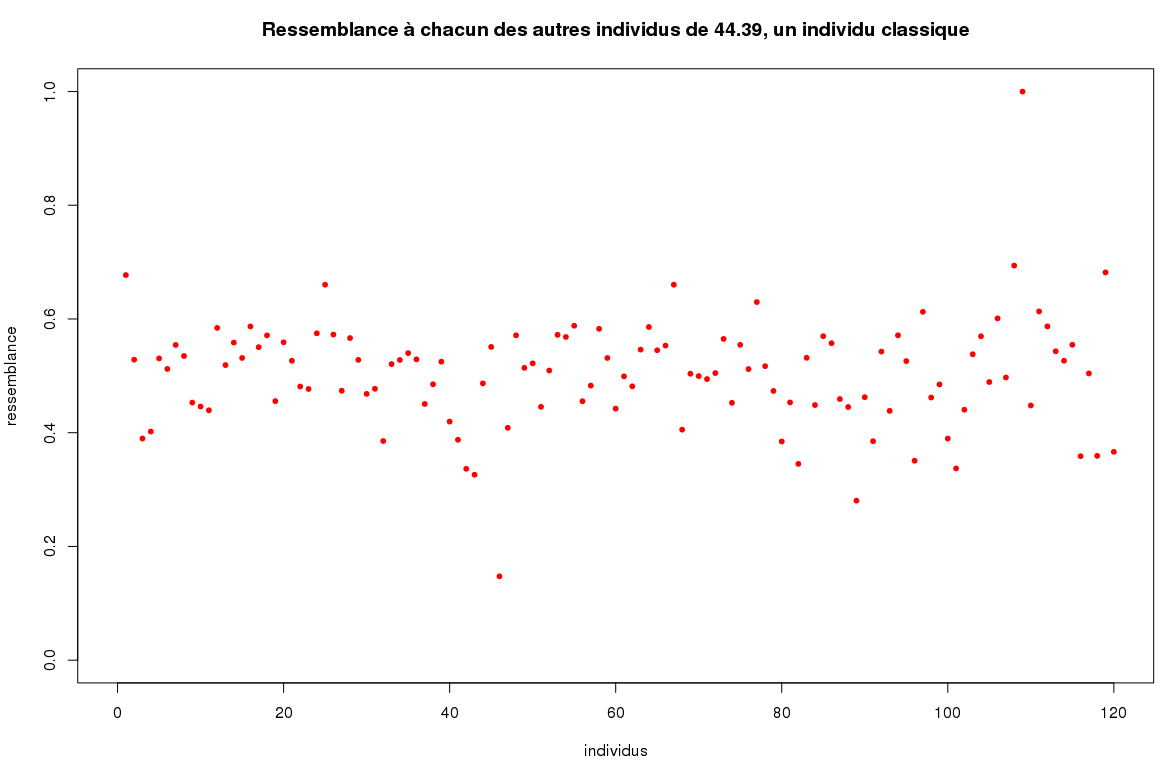 Ressemblance à chacun des autres individus de 44.39, un individu classique
1.0
0.8
0.6
0.4
0.2
0.0
ressemblance
0 20 40 60 80 100 120
individus